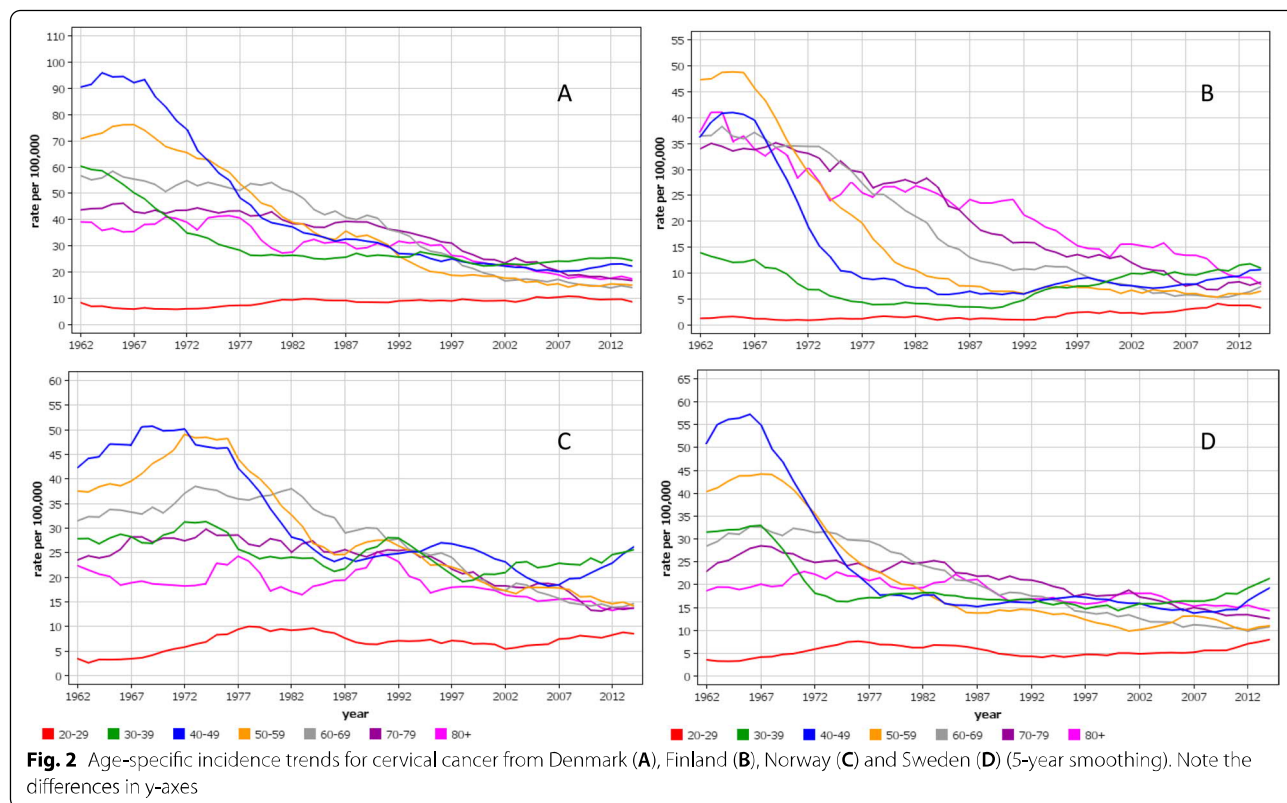 A
rate per 100,000
110
100
90
80
70
60
50
40
30
20
10
0
1962 1967 1972 1977 1982 1987 1992 1997 2002 2007 2012
B
rate per 100,000
55
50
45
40
35
30
25
20
15
10
5
0
1962 1967 1972 1977 1982 1987 1992 1997 2002 2007 2012
C
rate per 100,000
60
55
50
45
40
35
30
25
20
15
10
5
0
1962 1967 1972 1977 1982 1987 1992 1997 2002 2007 2012
year
20-29 30-39 40-49 50-59 60-69 70-79 80+
D
rate per 100,000
65
60
55
50
45
40
35
30
25
20
15
10
5
0
1962 1967 1972 1977 1982 1987 1992 1997 2002 2007 2012
year
20-29 30-39 40-49 50-59 60-69 70-79 80+
Fig. 2 Age-specific incidence trends for cervical cancer from Denmark (A), Finland (B), Norway (C) and Sweden (D) (5-year smoothing). Note the
differences in y-axes